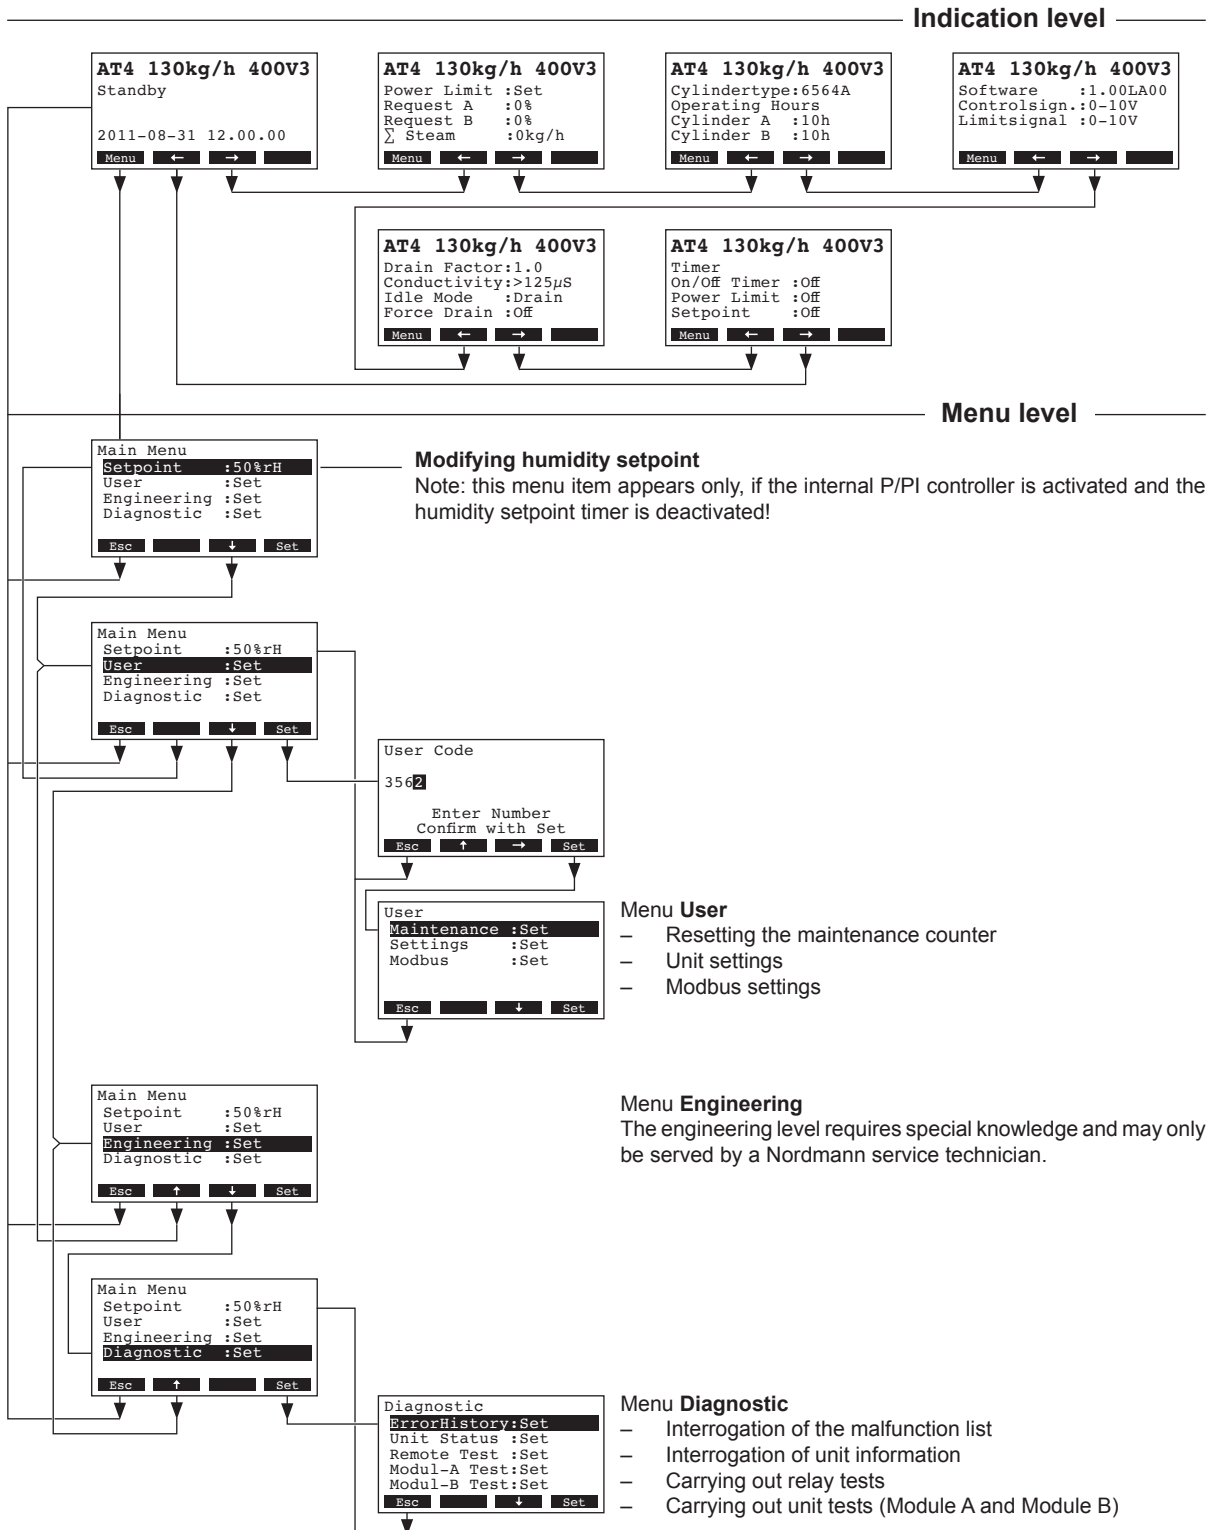 Indication level
AT4 130kg/h 400V3
Standby
2011-08-31 12.00.00
Menu ← →
AT4 130kg/h 400V3
Power Limit :Set
Request A :0%
Request B :0%
∑ Steam :0kg/h
Menu ← →
AT4 130kg/h 400V3
Cylindertype:6564A
Operating Hours
Cylinder A :10h
Cylinder B :10h
Menu ← →
AT4 130kg/h 400V3
Software :1.00LA00
Controlsign.:0-10V
Limitsignal :0-10V
Menu ← →
AT4 130kg/h 400V3
Drain Factor:1.0
Conductivity:>125µS
Idle Mode :Drain
Force Drain :Off
Menu ← →
AT4 130kg/h 400V3
Timer
On/Off Timer :Off
Power Limit :Off
Setpoint :Off
Menu ← →
Menu level
Main Menu
Setpoint :50%rH
User :Set
Engineering :Set
Diagnostic :Set
Esc ↓ Set
Modifying humidity setpoint
Note: this menu item appears only, if the internal P/PI controller is activated and the
humidity setpoint timer is deactivated!
Main Menu
Setpoint :50%rH
User :Set
Engineering :Set
Diagnostic :Set
Esc ↓ Set
User Code
3562
Enter Number
Confirm with Set
Esc ↑ → Set
User
Maintenance :Set
Settings :Set
Modbus :Set
Esc ↓ Set
Menu User
– Resetting the maintenance counter
– Unit settings
– Modbus settings
Main Menu
Setpoint :50%rH
User :Set
Engineering :Set
Diagnostic :Set
Esc ↑ ↓ Set
Menu Engineering
The engineering level requires special knowledge and may only
be served by a Nordmann service technician.
Main Menu
Setpoint :50%rH
User :Set
Engineering :Set
Diagnostic :Set
Esc ↑ Set
Diagnostic
ErrorHistory:Set
Unit Status :Set
Remote Test :Set
Modul-A Test:Set
Modul-B Test:Set
Esc ↓ Set
Menu Diagnostic
– Interrogation of the malfunction list
– Interrogation of unit information
– Carrying out relay tests
– Carrying out unit tests (Module A and Module B)